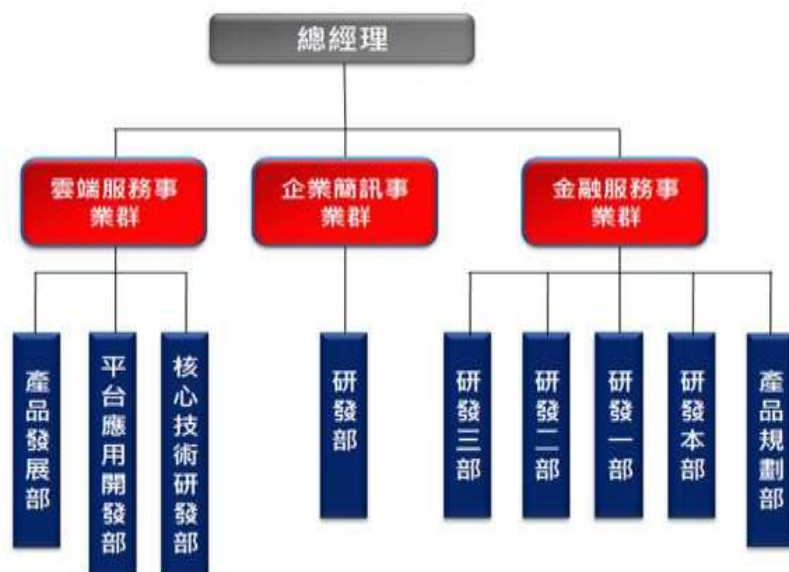 總經理
雲端服務事
業群
企業簡訊事
業群
金融服務事
業群
產品發展部
平台應用開發部
核心技術研發部
研發部
研發三部
研發二部
研發一部
研發本部
產品規劃部